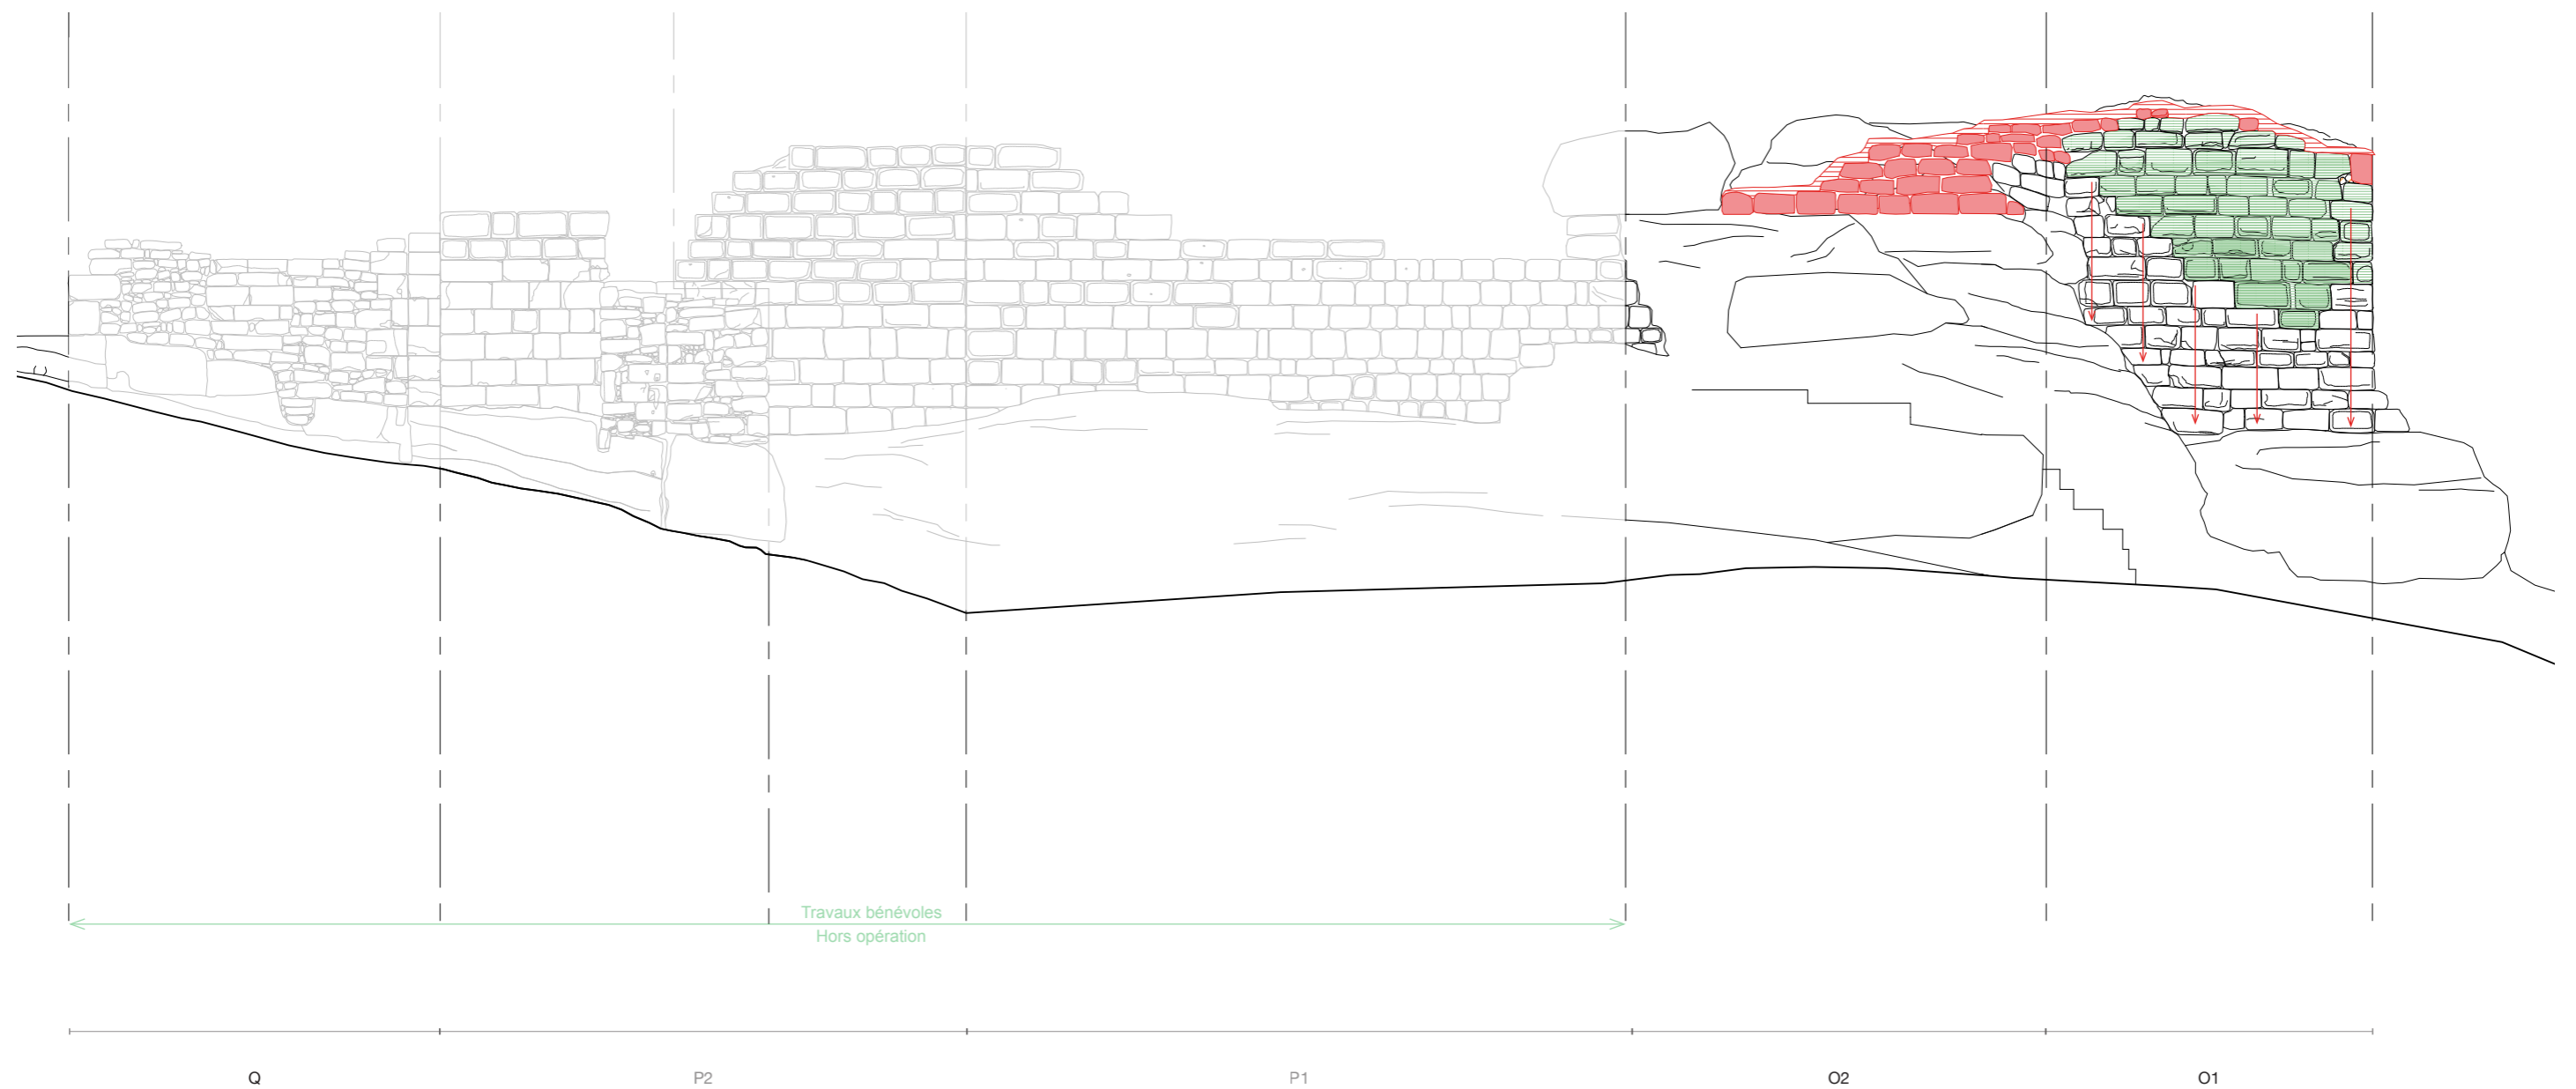 Travaux bénévoles
Hors opération
Q
P2
P1
O2
O1